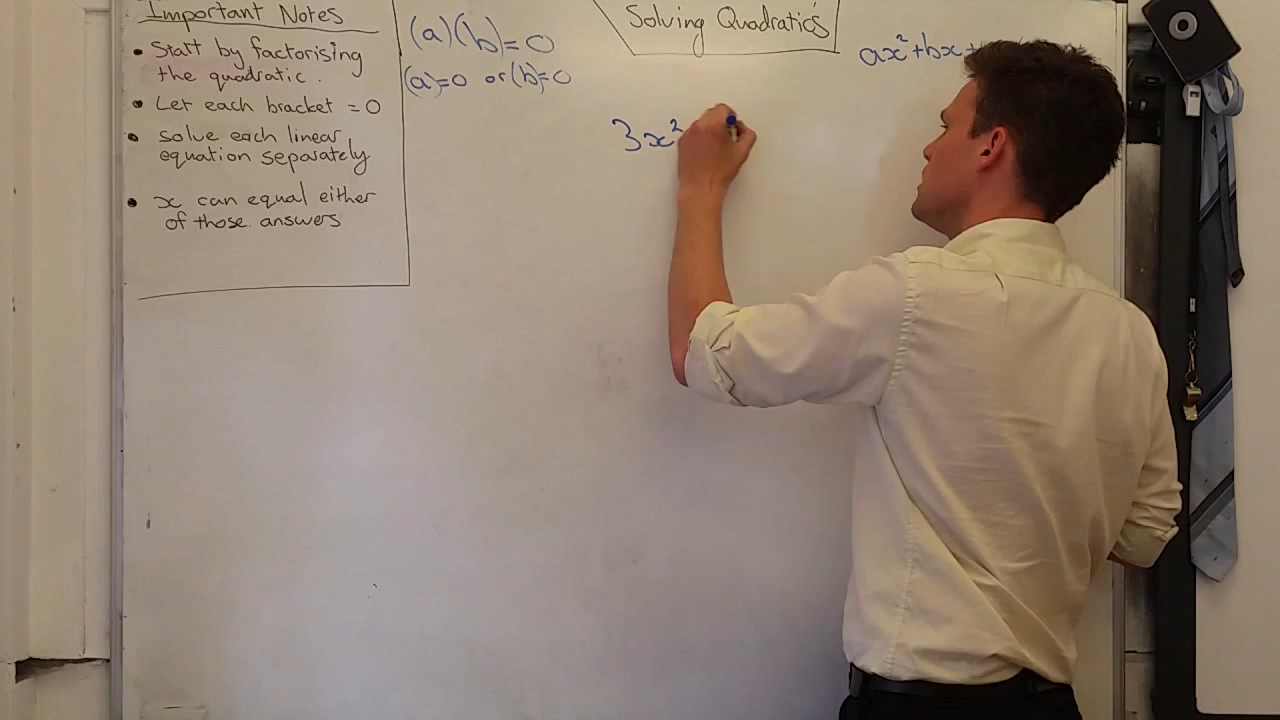 Important Notes
• Start by factorising
the quadratic.
• Let each bracket = 0
• solve each linear
equation separately
• x can equal either
of those answers
(a)(b)=0
(a)=0 or (b)=0
Solving Quadratics
ax²+bx+
3x²